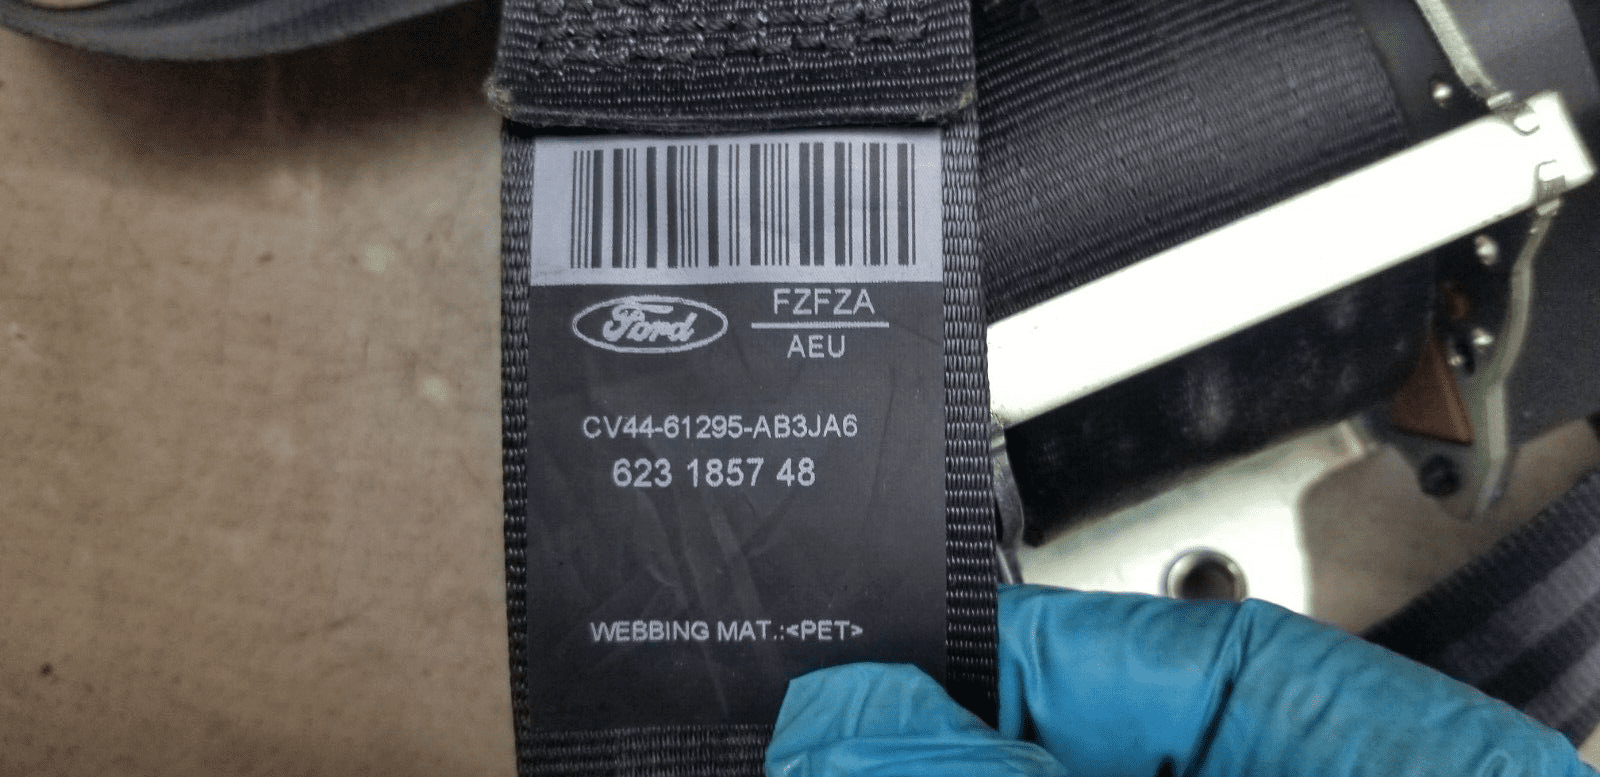 Ford
FZFZA
AEU
CV44-61295-AB3JA6
623 1857 48
WEBBING MAT.:<PET>